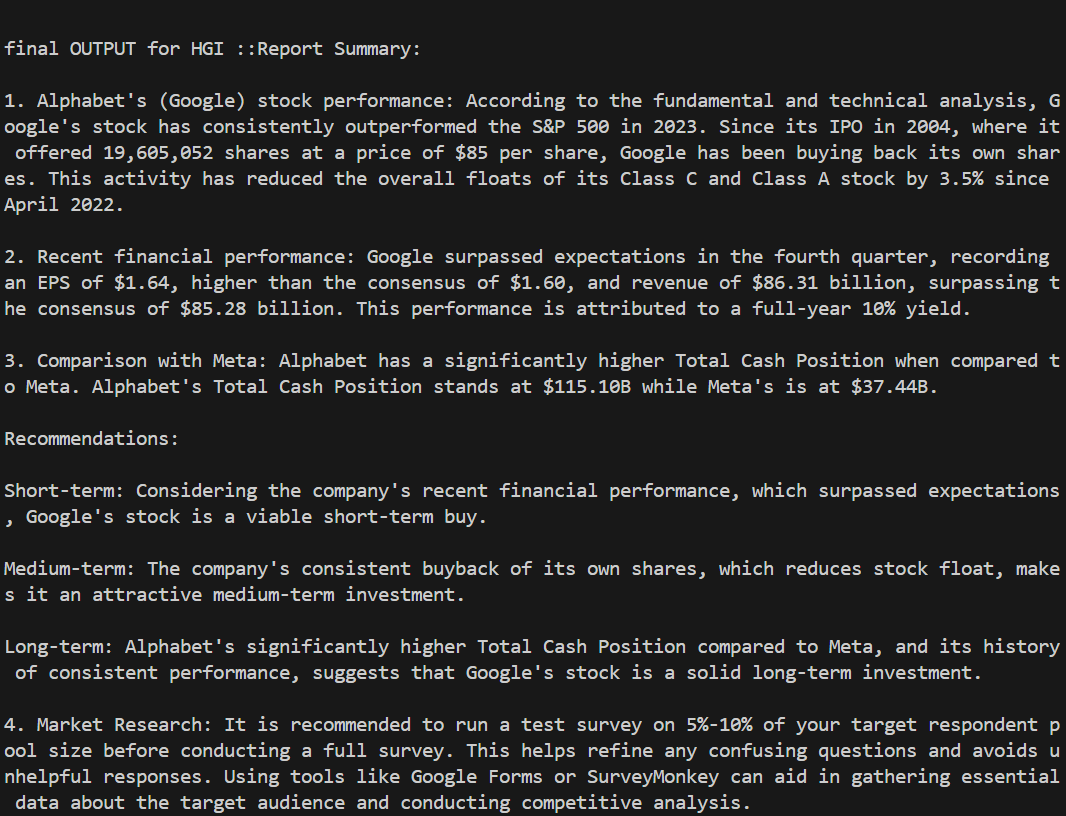 final OUTPUT for HGI ::Report Summary:
1. Alphabet's (Google) stock performance: According to the fundamental and technical analysis, G
oogle's stock has consistently outperformed the S&P 500 in 2023. Since its IPO in 2004, where it
 offered 19,605,052 shares at a price of $85 per share, Google has been buying back its own shar
es. This activity has reduced the overall floats of its Class C and Class A stock by 3.5% since
April 2022.
2. Recent financial performance: Google surpassed expectations in the fourth quarter, recording
an EPS of $1.64, higher than the consensus of $1.60, and revenue of $86.31 billion, surpassing t
he consensus of $85.28 billion. This performance is attributed to a full-year 10% yield.
3. Comparison with Meta: Alphabet has a significantly higher Total Cash Position when compared t
o Meta. Alphabet's Total Cash Position stands at $115.10B while Meta's is at $37.44B.
Recommendations:
Short-term: Considering the company's recent financial performance, which surpassed expectations
, Google's stock is a viable short-term buy.
Medium-term: The company's consistent buyback of its own shares, which reduces stock float, make
s it an attractive medium-term investment.
Long-term: Alphabet's significantly higher Total Cash Position compared to Meta, and its history
 of consistent performance, suggests that Google's stock is a solid long-term investment.
4. Market Research: It is recommended to run a test survey on 5%-10% of your target respondent p
ool size before conducting a full survey. This helps refine any confusing questions and avoids u
nhelpful responses. Using tools like Google Forms or SurveyMonkey can aid in gathering essential
 data about the target audience and conducting competitive analysis.